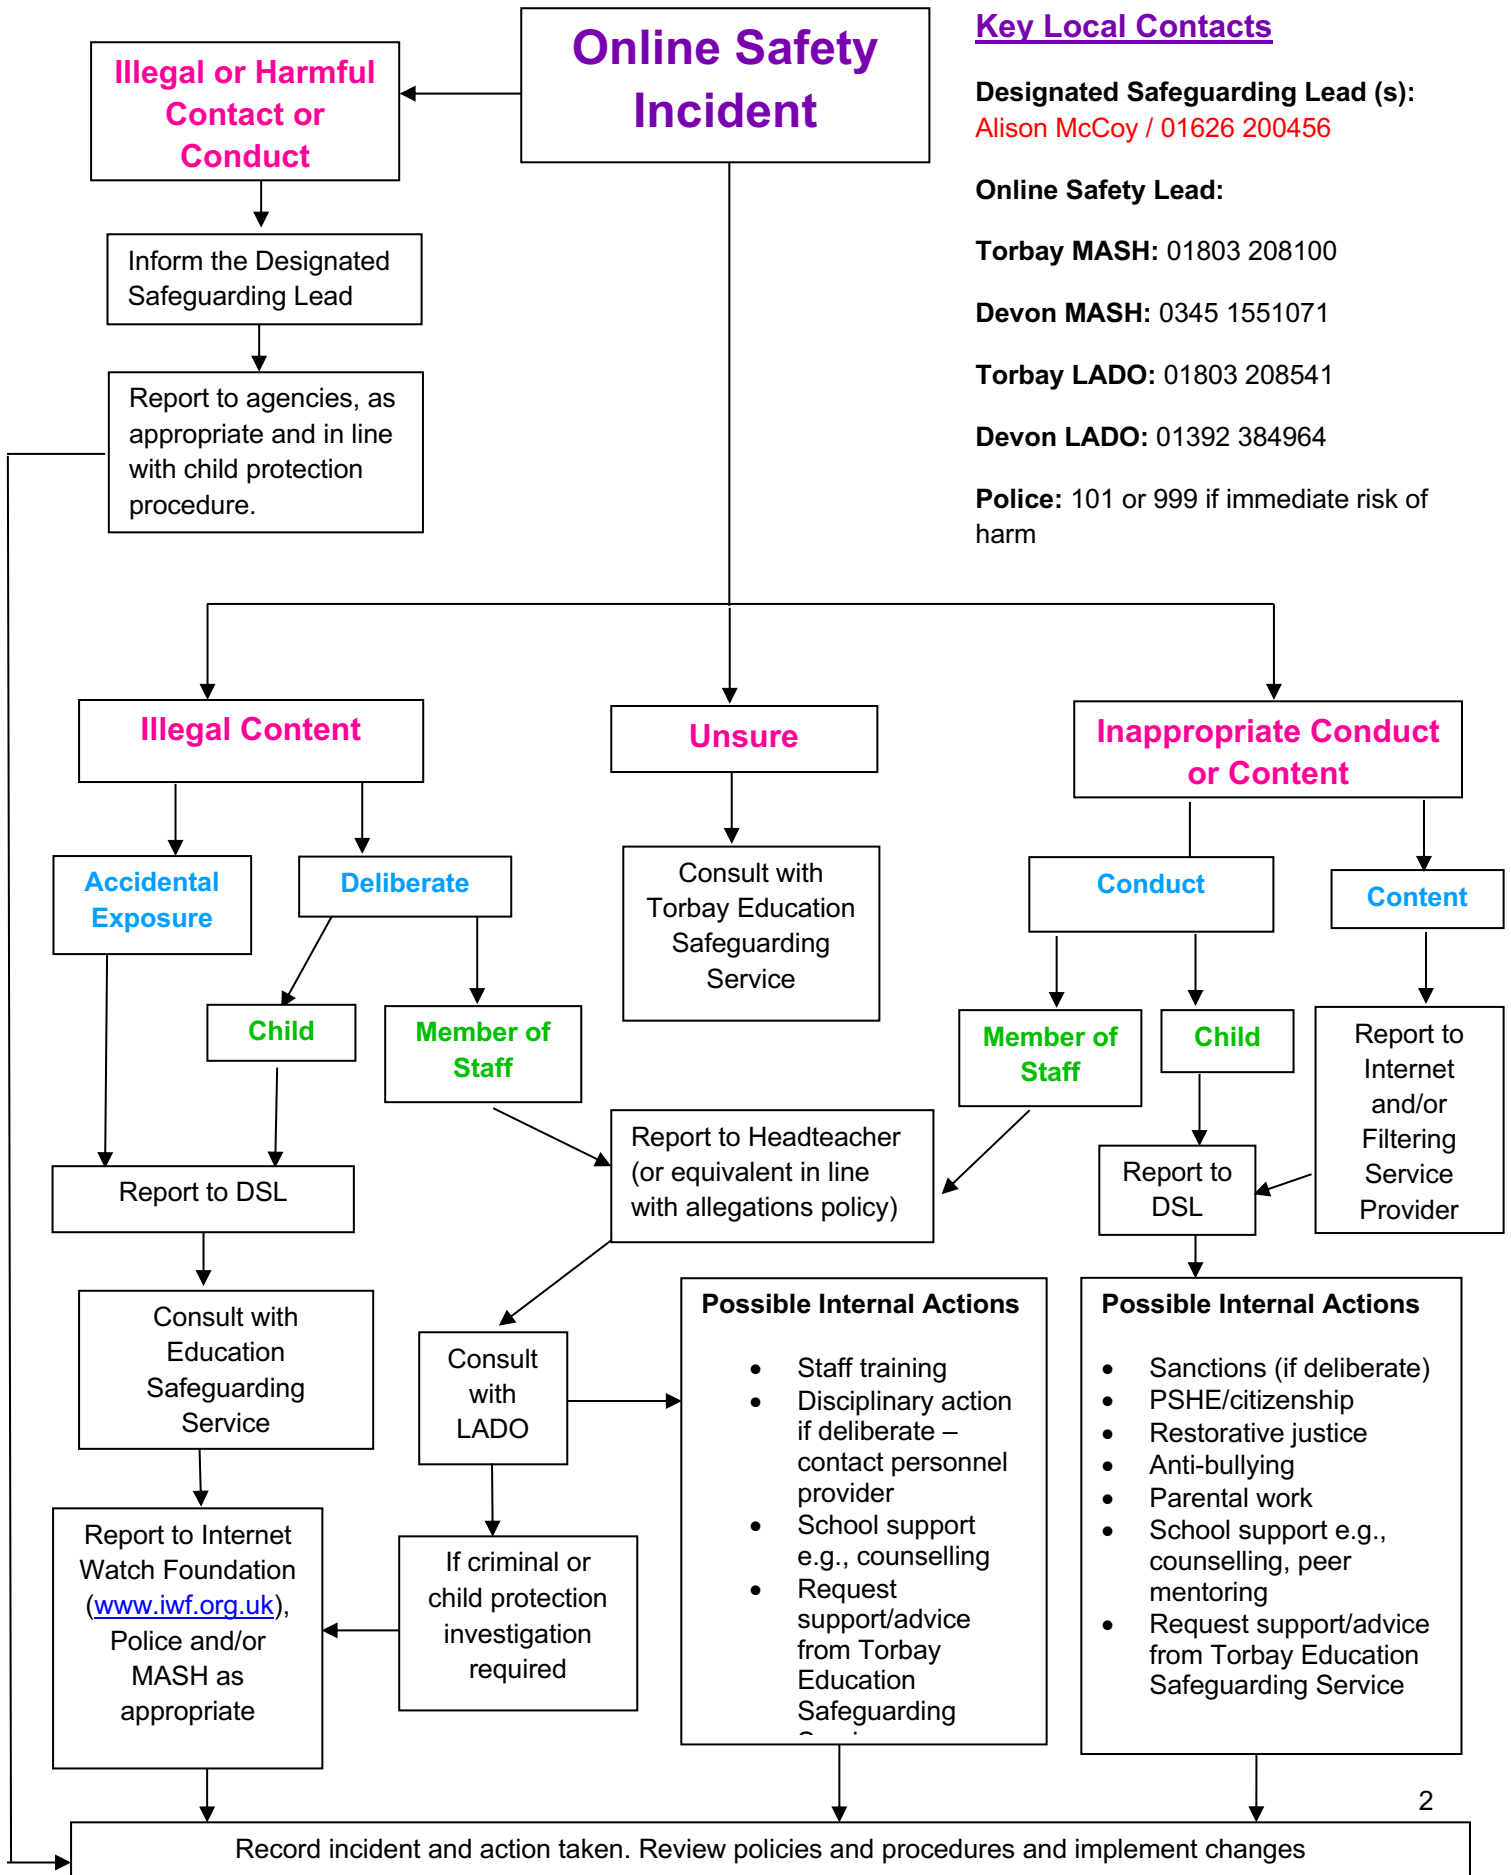 Online Safety
Incident
Key Local Contacts
Designated Safeguarding Lead (s):
Alison McCoy / 01626 200456
Online Safety Lead:
Torbay MASH: 01803 208100
Devon MASH: 0345 1551071
Torbay LADO: 01803 208541
Devon LADO: 01392 384964
Police: 101 or 999 if immediate risk of
harm
Illegal or Harmful
Contact or
Conduct
Inform the Designated
Safeguarding Lead
Report to agencies, as
appropriate and in line
with child protection
procedure.
Illegal Content
Unsure
Inappropriate Conduct
or Content
Accidental
Exposure
Deliberate
Consult with
Torbay Education
Safeguarding
Service
Conduct
Content
Child
Member of
Staff
Member of
Staff
Child
Report to
Internet
and/or
Filtering
Service
Provider
Report to DSL
Report to Headteacher
(or equivalent in line
with allegations policy)
Report to
DSL
Consult with
Education
Safeguarding
Service
Consult
with
LADO
Possible Internal Actions
• Staff training
• Disciplinary action
if deliberate –
contact personnel
provider
• School support
e.g., counselling
• Request
support/advice
from Torbay
Education
Safeguarding
Possible Internal Actions
• Sanctions (if deliberate)
• PSHE/citizenship
• Restorative justice
• Anti-bullying
• Parental work
• School support e.g.,
counselling, peer
mentoring
• Request support/advice
from Torbay Education
Safeguarding Service
Report to Internet
Watch Foundation
(www.iwf.org.uk),
Police and/or
MASH as
appropriate
If criminal or
child protection
investigation
required
2
Record incident and action taken. Review policies and procedures and implement changes